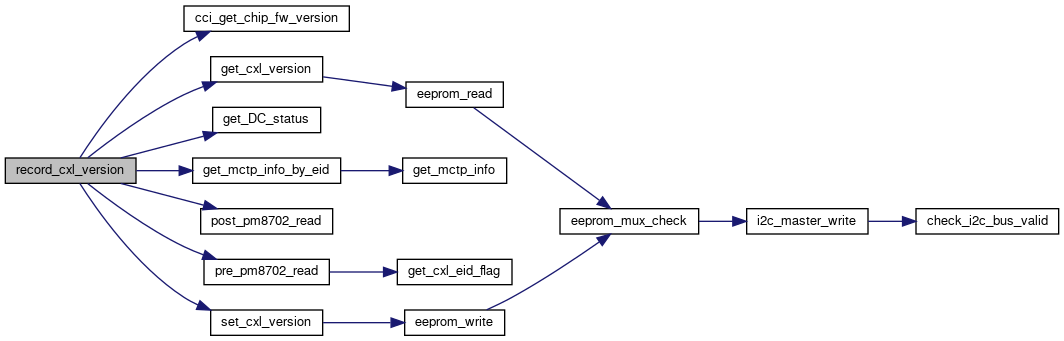 cci_get_chip_fw_version
get_cxl_version
eeprom_read
get_DC_status
record_cxl_version
get_mctp_info_by_eid
get_mctp_info
post_pm8702_read
eeprom_mux_check
i2c_master_write
check_i2c_bus_valid
pre_pm8702_read
get_cxl_eid_flag
set_cxl_version
eeprom_write